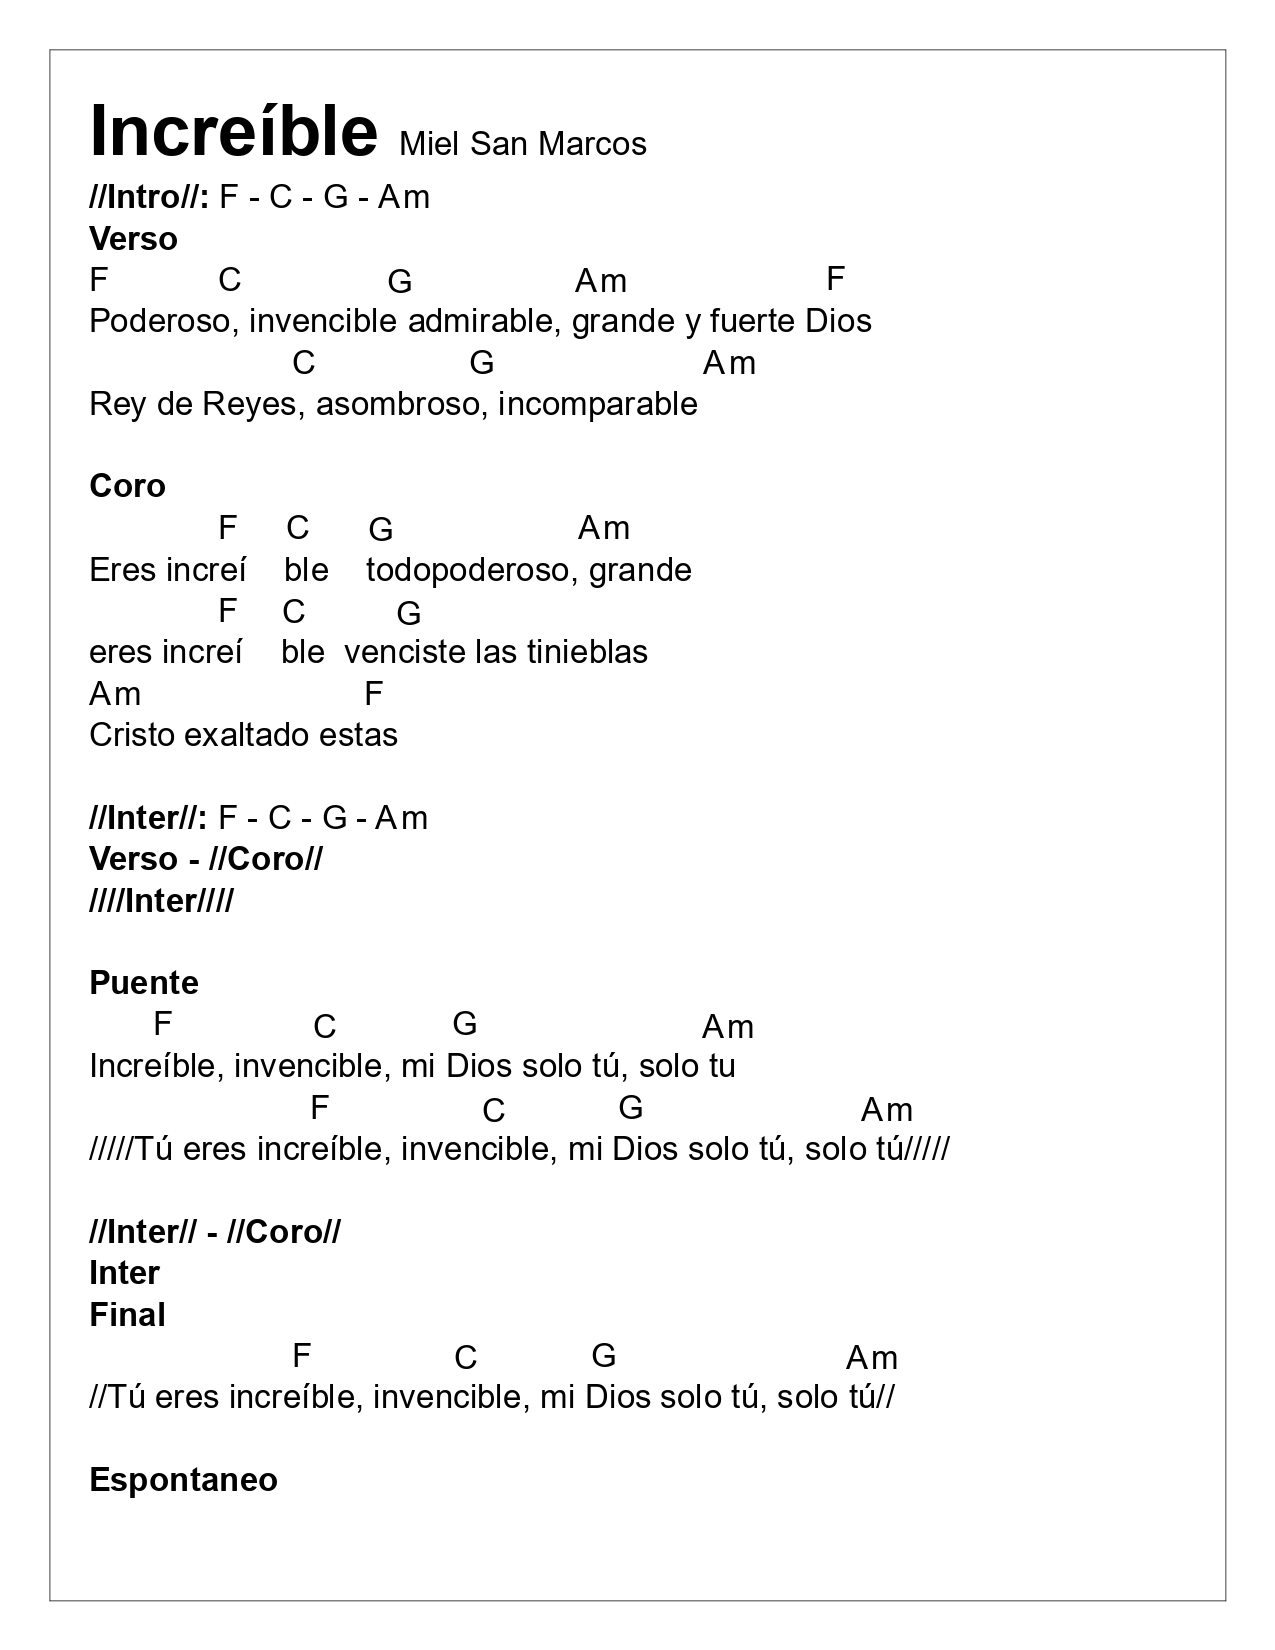 Increíble Miel San Marcos
//Intro//: F - C - G - Am
Verso
F C G Am F
Poderoso, invencible admirable, grande y fuerte Dios
C G Am
Rey de Reyes, asombroso, incomparable
Coro
F C G Am
Eres increí ble todopoderoso, grande
F C G
eres increí ble venciste las tinieblas
Am F
Cristo exaltado estas
//Inter//: F - C - G - Am
Verso - //Coro//
////Inter////
Puente
F C G Am
Increíble, invencible, mi Dios solo tú, solo tu
F C G Am
/////Tú eres increíble, invencible, mi Dios solo tú, solo tú/////
//Inter// - //Coro//
Inter
Final
F C G Am
//Tú eres increíble, invencible, mi Dios solo tú, solo tú//
Espontaneo